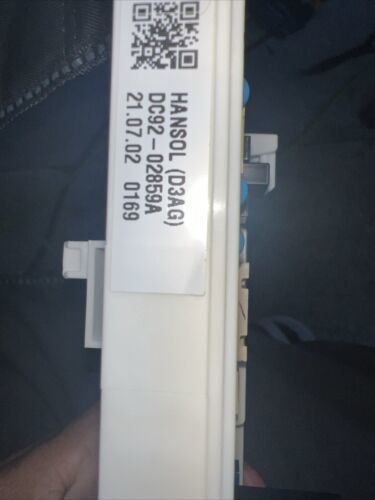 HANSOL (D3AG)
DC92-02859A
21.07.02 0169